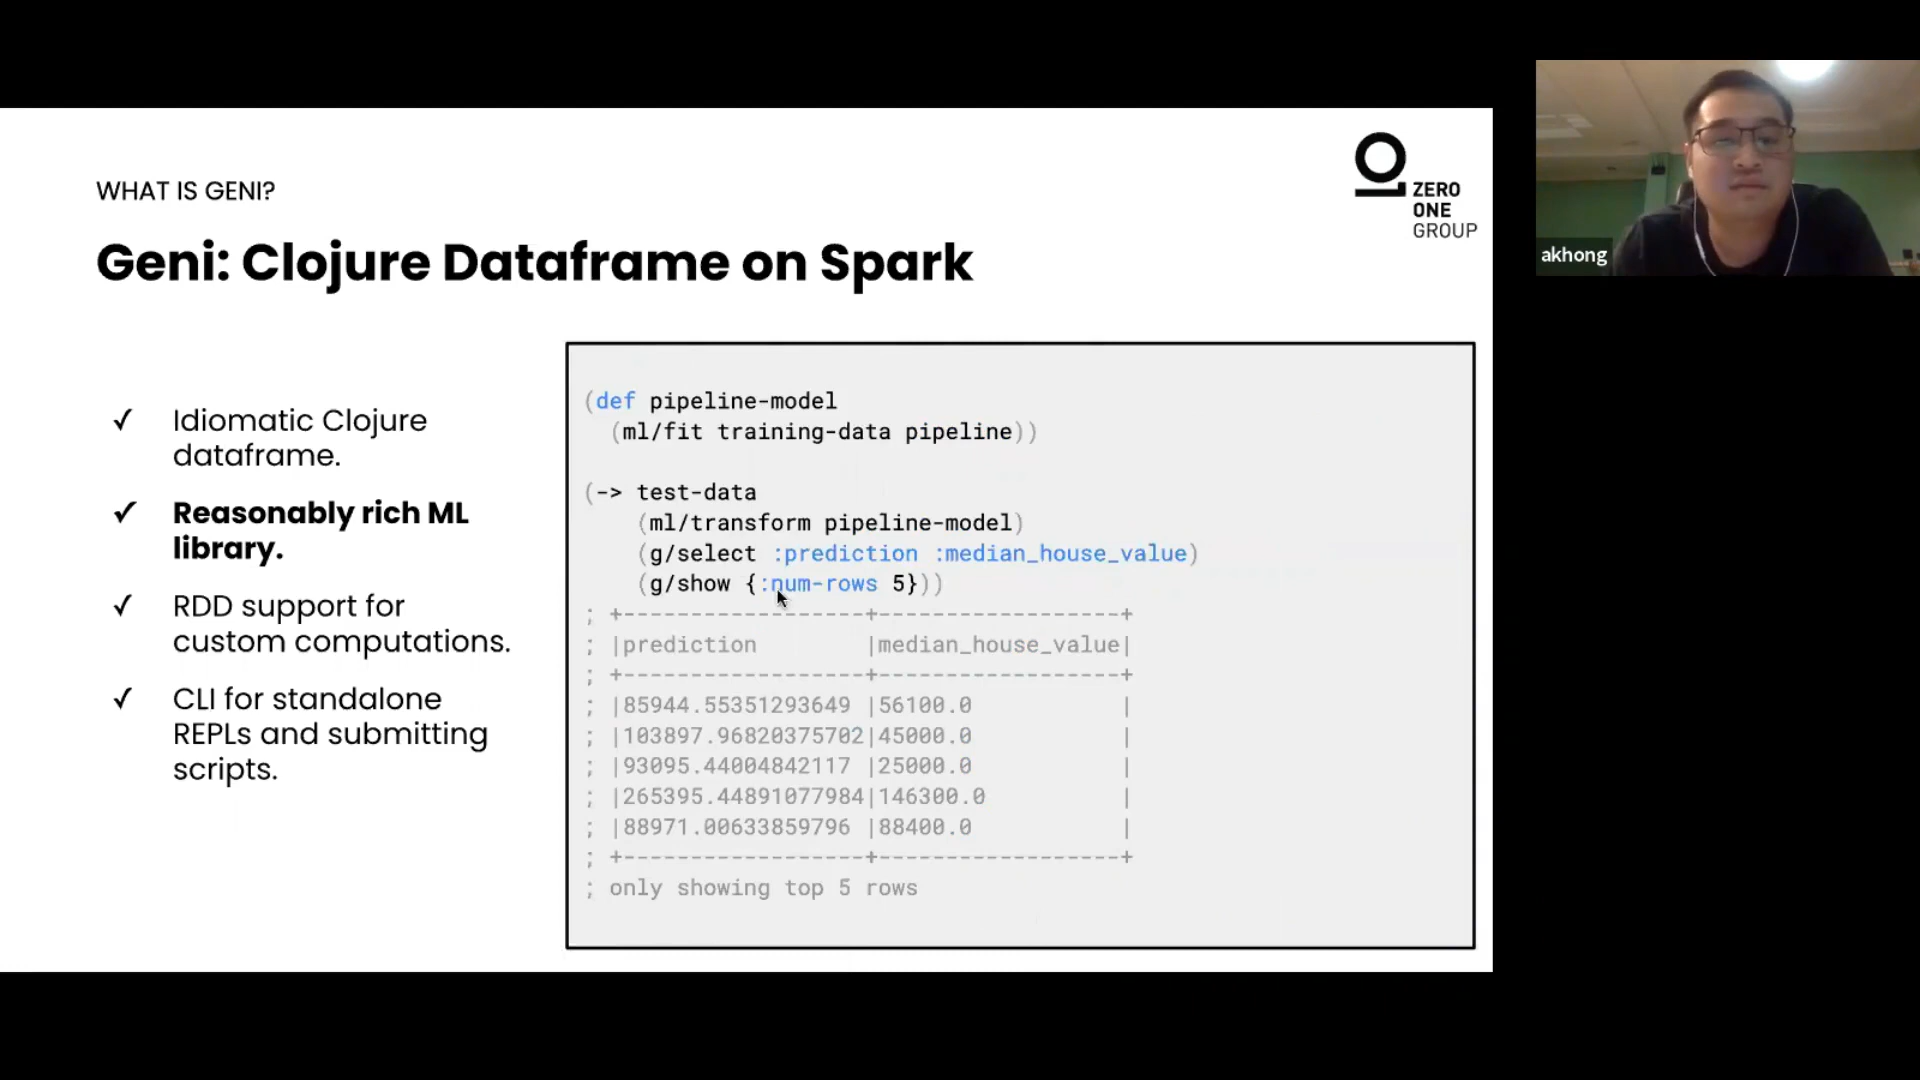 WHAT IS GENI?
Geni: Clojure Dataframe on Spark
ZERO
ONE
GROUP
akhong
✓ Idiomatic Clojure
dataframe.
✓ Reasonably rich ML
library.
✓ RDD support for
custom computations.
✓ CLI for standalone
REPLs and submitting
scripts.
(def pipeline-model
  (ml/fit training-data pipeline))
(-> test-data
    (ml/transform pipeline-model)
    (g/select :prediction :median_house_value)
    (g/show {:num-rows 5}))
; +------------------+------------------+
; |prediction        |median_house_value|
; +------------------+------------------+
; |85944.55351293649 |56100.0           |
; |103897.96820375702|45000.0           |
; |93095.44004842117 |25000.0           |
; |265395.44891077984|146300.0          |
; |88971.00633859796 |88400.0           |
; +------------------+------------------+
; only showing top 5 rows